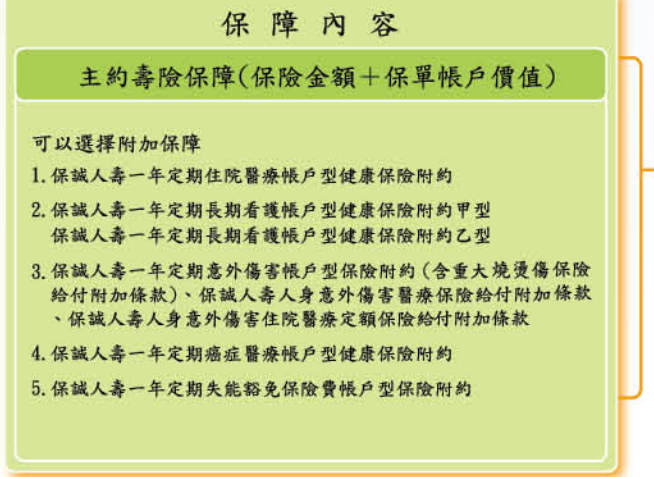 保障內容
主約壽險保障(保險金額＋保單帳戶價值)
可以選擇附加保障
1.保誠人壽一年定期住院醫療帳戶型健康保險附約
2.保誠人壽一年定期長期看護帳戶型健康保險附約甲型
保誠人壽一年定期長期看護帳戶型健康保險附約乙型
3.保誠人壽一年定期意外傷害帳戶型保險附約(含重大燒燙傷保險
給付附加條款)、保誠人壽人身意外傷害醫療保險給付附加條款
、保誠人壽人身意外傷害住院醫療定額保險給付附加條款
4.保誠人壽一年定期癌症醫療帳戶型健康保險附約
5.保誠人壽一年定期失能豁免保險費帳戶型保險附約